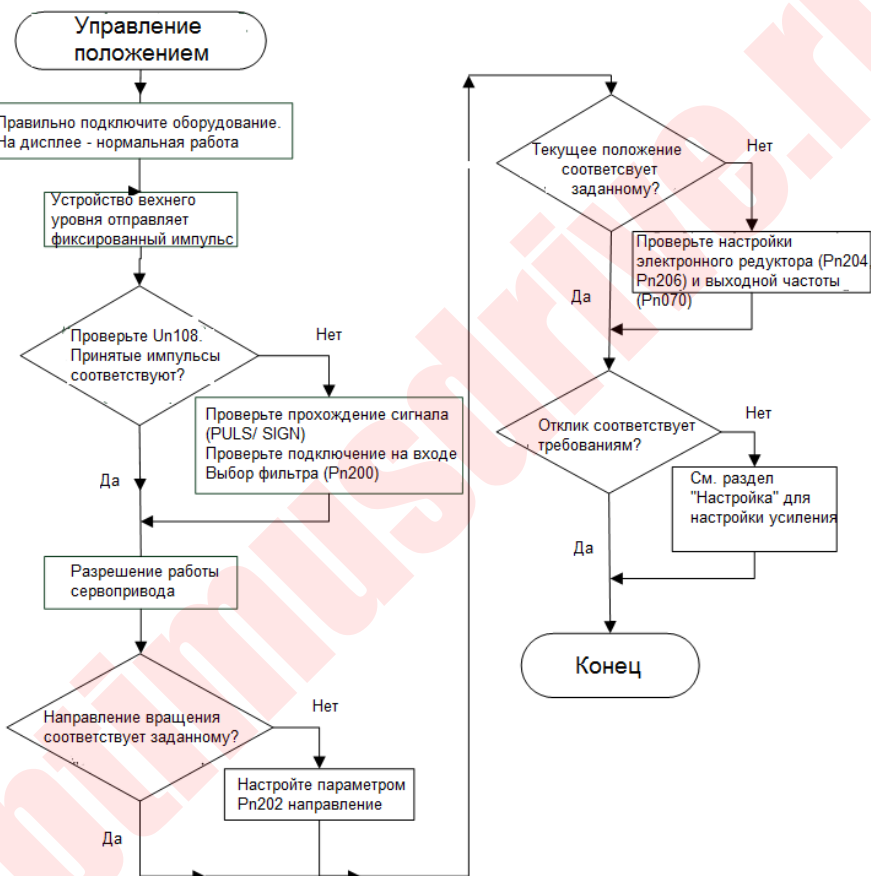 Управление
положением
Правильно подключите оборудование.
На дисплее - нормальная работа
Устройство вехнего
уровня отправляет
фиксированный импульс
Проверьте Un108.
Принятые импульсы
соответствуют?
Нет
Проверьте прохождение сигнала
(PULS/ SIGN)
Проверьте подключение на входе
Выбор фильтра (Pn200)
Да
Разрешение работы
сервопривода
Направление вращения
соответствует заданному?
Нет
Настройте параметром
Pn202 направление
Да
Текущее положение
соответсвует
заданному?
Нет
Проверьте настройки
электронного редуктора (Pn204,
Pn206) и выходной частоты
(Pn070)
Да
Отклик соответствует
требованиям?
Нет
См. раздел
"Настройка" для
настройки усиления
Да
Конец